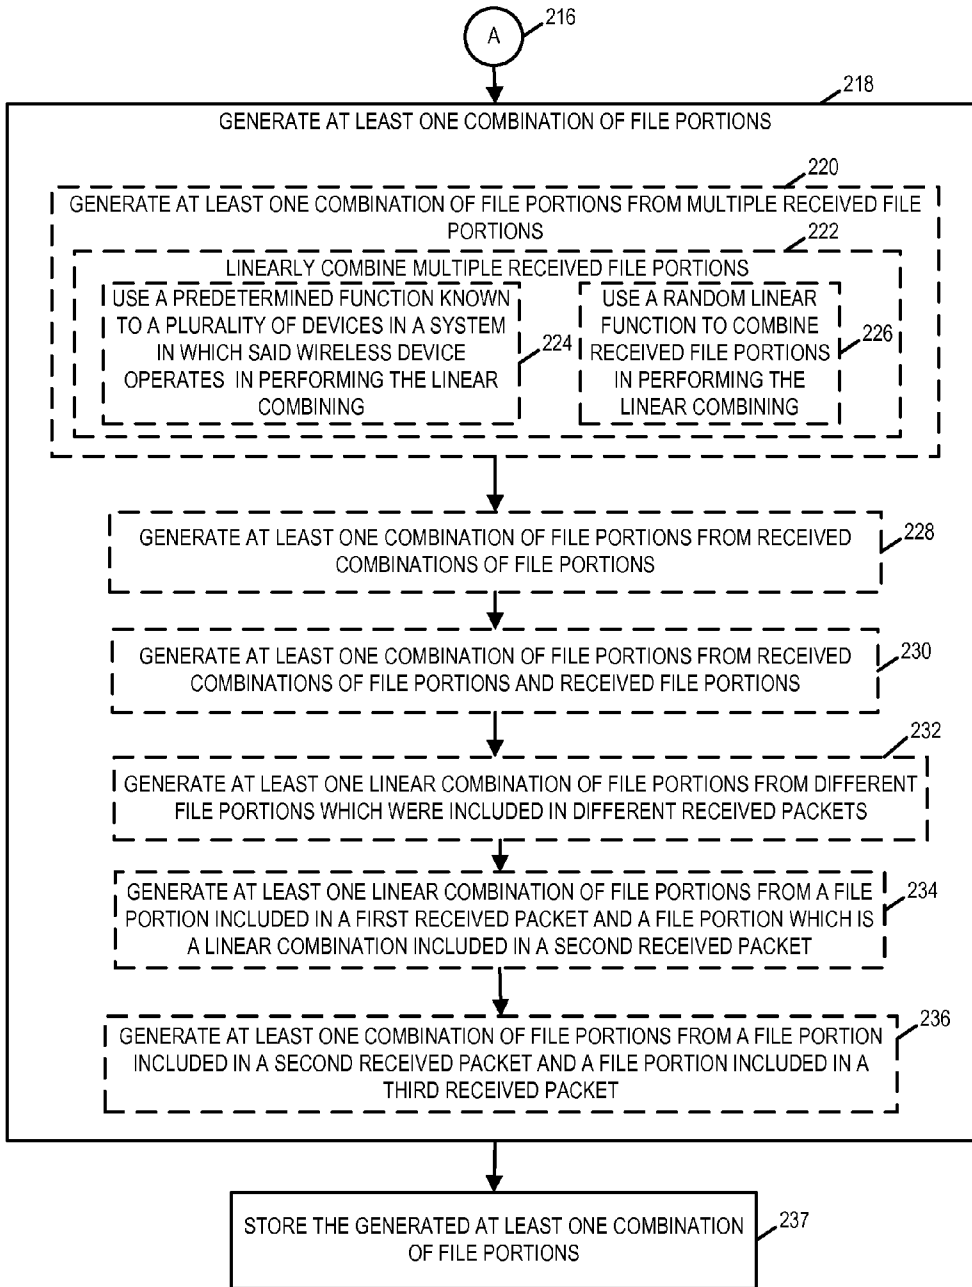 A
216
218
GENERATE AT LEAST ONE COMBINATION OF FILE PORTIONS
220
GENERATE AT LEAST ONE COMBINATION OF FILE PORTIONS FROM MULTIPLE RECEIVED FILE
PORTIONS
222
LINEARLY COMBINE MULTIPLE RECEIVED FILE PORTIONS
USE A PREDETERMINED FUNCTION KNOWN
TO A PLURALITY OF DEVICES IN A SYSTEM
IN WHICH SAID WIRELESS DEVICE
OPERATES IN PERFORMING THE LINEAR
COMBINING
224
USE A RANDOM LINEAR
FUNCTION TO COMBINE
RECEIVED FILE PORTIONS
IN PERFORMING THE
LINEAR COMBINING
226
GENERATE AT LEAST ONE COMBINATION OF FILE PORTIONS FROM RECEIVED
COMBINATIONS OF FILE PORTIONS
228
GENERATE AT LEAST ONE COMBINATION OF FILE PORTIONS FROM RECEIVED
COMBINATIONS OF FILE PORTIONS AND RECEIVED FILE PORTIONS
230
232
GENERATE AT LEAST ONE LINEAR COMBINATION OF FILE PORTIONS FROM DIFFERENT
FILE PORTIONS WHICH WERE INCLUDED IN DIFFERENT RECEIVED PACKETS
GENERATE AT LEAST ONE LINEAR COMBINATION OF FILE PORTIONS FROM A FILE
PORTION INCLUDED IN A FIRST RECEIVED PACKET AND A FILE PORTION WHICH IS
A LINEAR COMBINATION INCLUDED IN A SECOND RECEIVED PACKET
234
GENERATE AT LEAST ONE COMBINATION OF FILE PORTIONS FROM A FILE PORTION
INCLUDED IN A SECOND RECEIVED PACKET AND A FILE PORTION INCLUDED IN A
THIRD RECEIVED PACKET
236
STORE THE GENERATED AT LEAST ONE COMBINATION
OF FILE PORTIONS
237